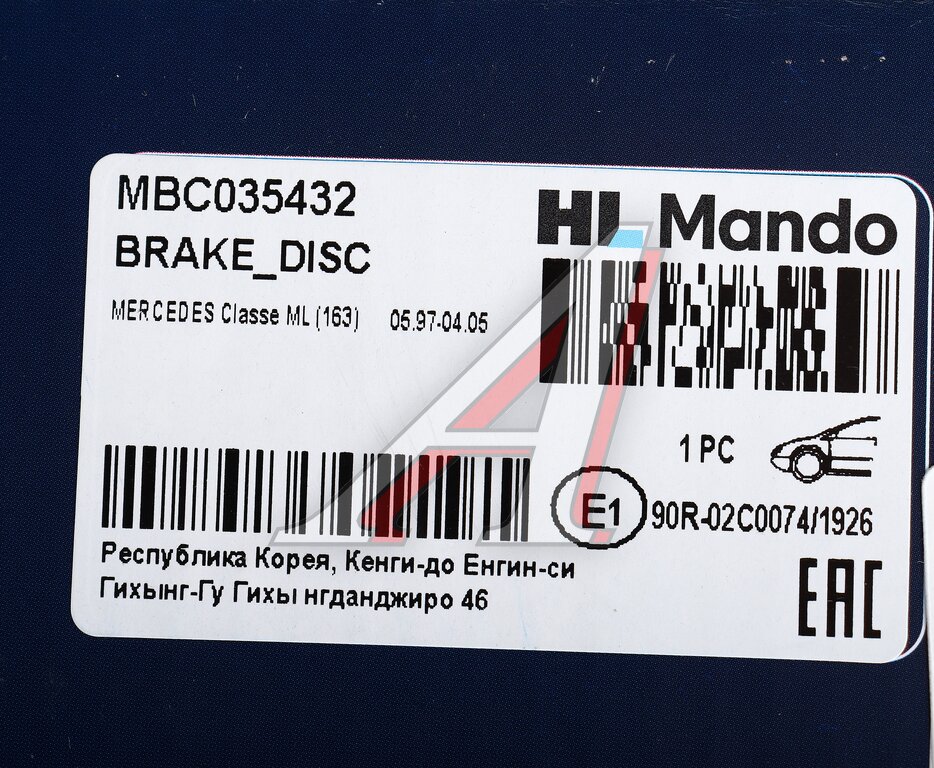 MBC035432
BRAKE_DISC
MERCEDES Classe ML (163) 05.97-04.05
HL Mando
1 PC
E1 90R-02C0074/1926
Республика Корея, Кенги-до Енгин-си
Гихынг-Гу Гихы нгданджиро 46
EAC